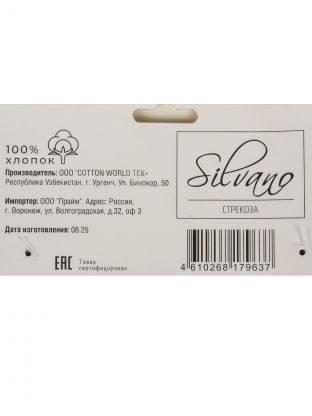 100%
ХЛОПОК
Производитель: ООО "COTTON WORLD TEX»
Республика Узбекистан, г. Ургенч, Ул. Бинокор, 50
Импортер: ООО "Прайм". Адрес: Россия,
г. Воронеж, ул. Волгоградская, д.32, оф 3
Дата изготовления: 08.25
EAC
Товар
сертифицирован
Silvano
СТРЕКОЗА
4 610268 179637